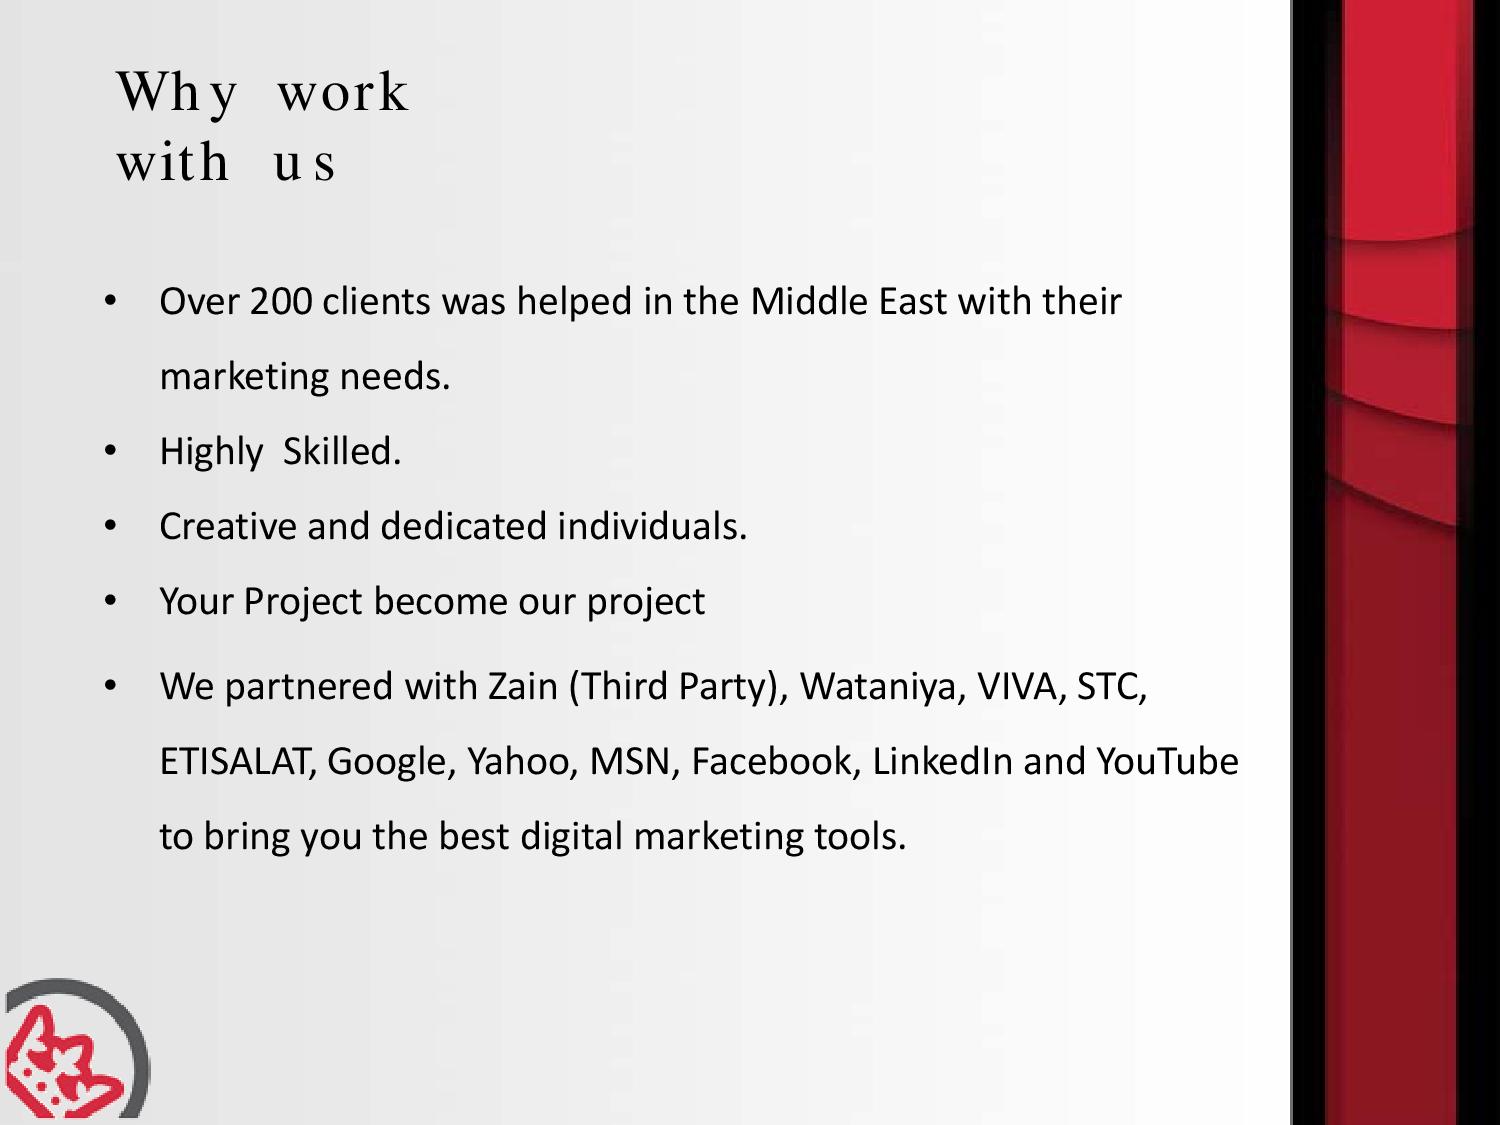 Why work
with us
• Over 200 clients was helped in the Middle East with their
marketing needs.
• Highly Skilled.
• Creative and dedicated individuals.
• Your Project become our project
• We partnered with Zain (Third Party), Wataniya, VIVA, STC,
ETISALAT, Google, Yahoo, MSN, Facebook, LinkedIn and YouTube
to bring you the best digital marketing tools.